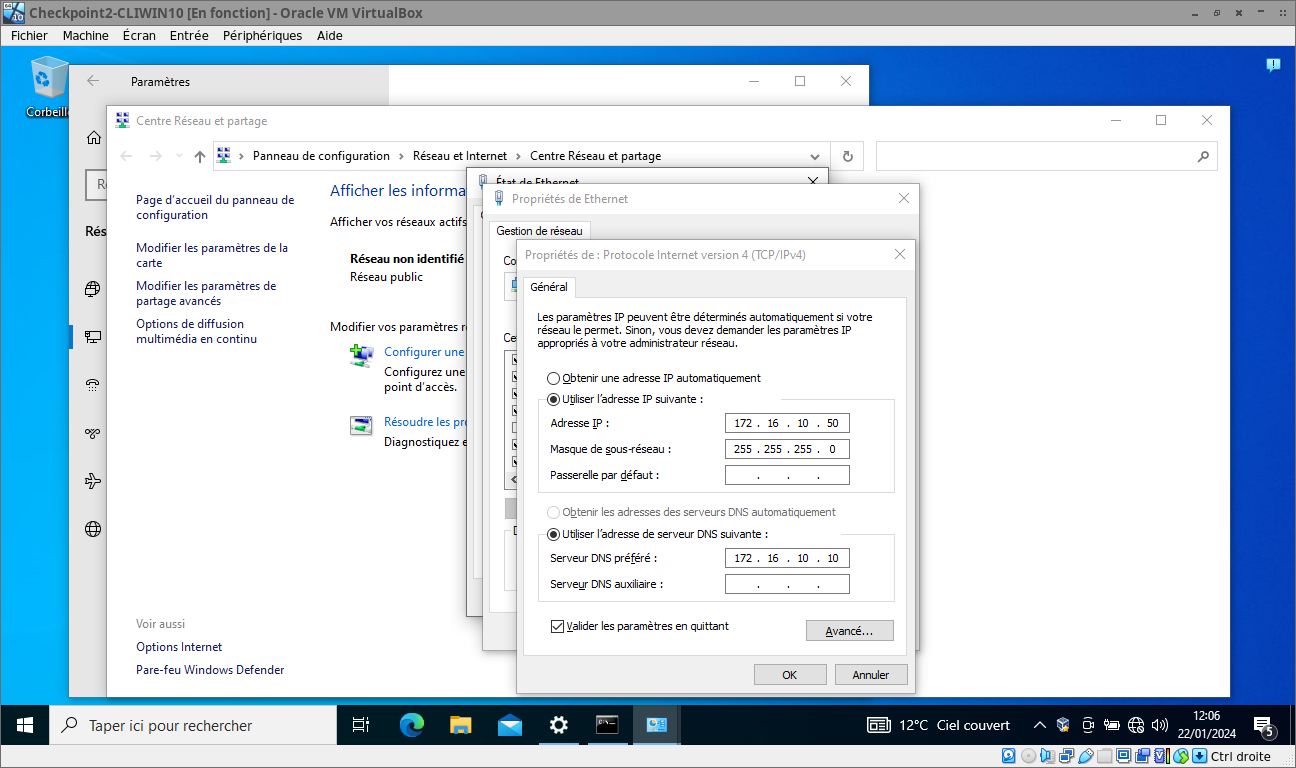 Checkpoint2-CLIWIN10 [En fonction] - Oracle VM VirtualBox
Fichier Machine Écran Entrée Périphériques Aide
Corbeille
Paramètres
Centre Réseau et partage
Panneau de configuration > Réseau et Internet > Centre Réseau et partage
État de Ethernet
Page d'accueil du panneau de
configuration
Modifier les paramètres de la
carte
Modifier les paramètres de
partage avancés
Options de diffusion
multimédia en continu
Voir aussi
Options Internet
Pare-feu Windows Defender
Afficher les informa
Afficher vos réseaux actifs
Réseau non identifié
Réseau public
Modifier vos paramètres r
Configurer une
Configurez une
point d'accès.
Résoudre les pr
Diagnostiquez e
Rés
Propriétés de Ethernet
Gestion de réseau
Co
Ce
Propriétés de : Protocole Internet version 4 (TCP/IPv4)
Général
Les paramètres IP peuvent être déterminés automatiquement si votre
réseau le permet. Sinon, vous devez demander les paramètres IP
appropriés à votre administrateur réseau.
Obtenir une adresse IP automatiquement
Utiliser l'adresse IP suivante :
Adresse IP : 172 . 16 . 10 . 50
Masque de sous-réseau : 255 . 255 . 255 . 0
Passerelle par défaut : . . .
Obtenir les adresses des serveurs DNS automatiquement
Utiliser l'adresse de serveur DNS suivante :
Serveur DNS préféré : 172 . 16 . 10 . 10
Serveur DNS auxiliaire : . . .
Valider les paramètres en quittant
Avancé...
OK Annuler
Taper ici pour rechercher
12°C Ciel couvert
12:06
22/01/2024
5
Ctrl droite